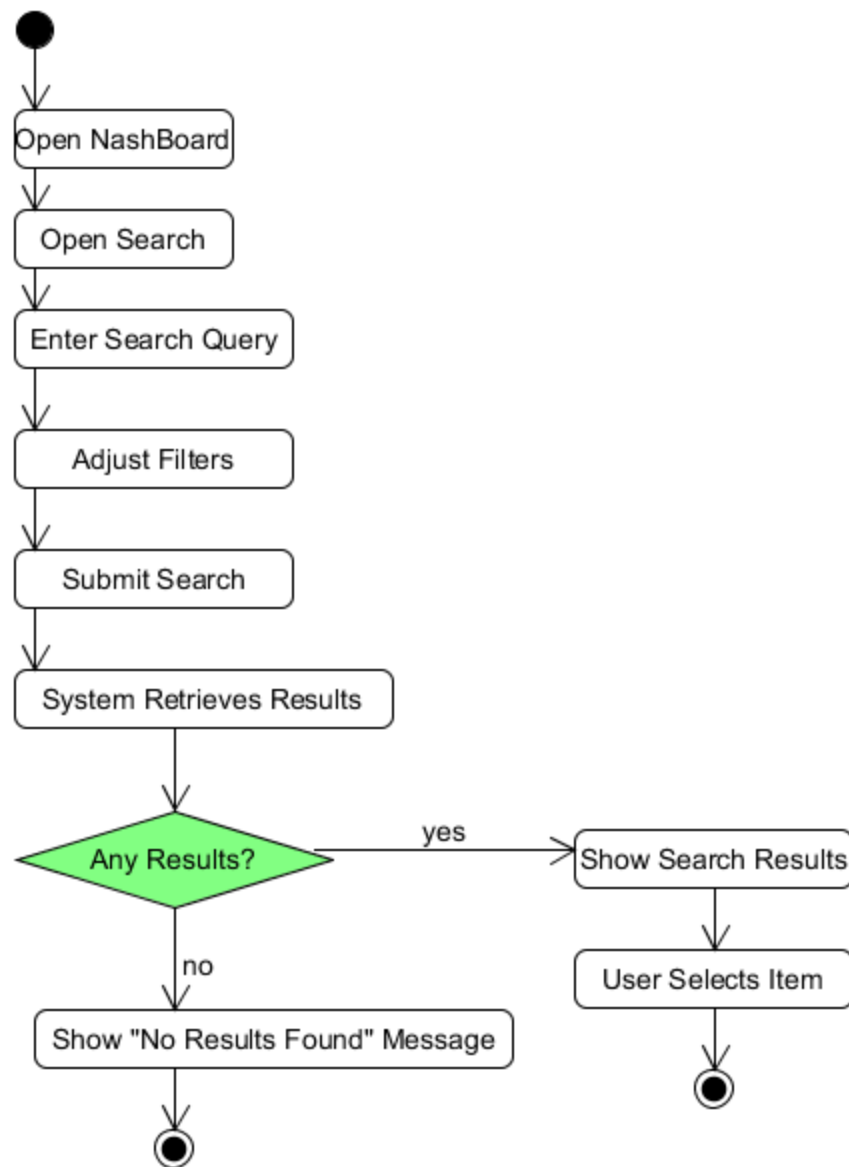 Open NashBoard
Open Search
Enter Search Query
Adjust Filters
Submit Search
System Retrieves Results
Any Results?
yes
Show Search Results
no
User Selects Item
Show "No Results Found" Message